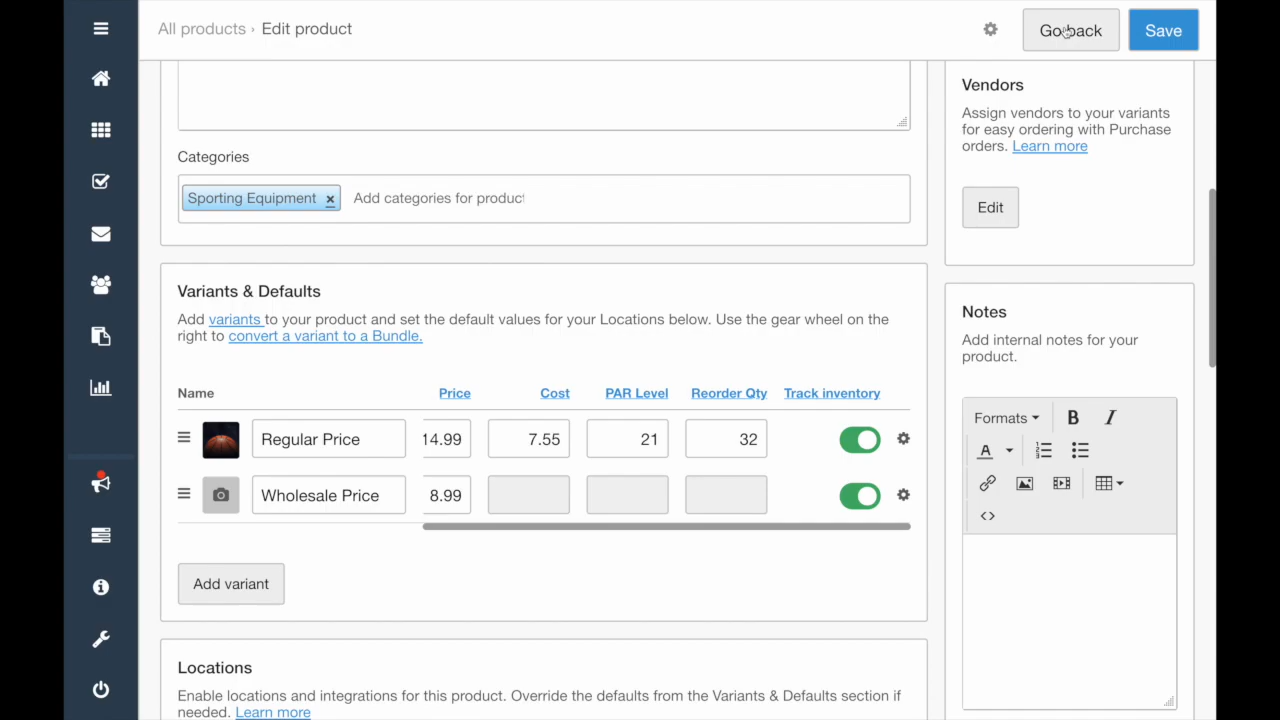 All products › Edit product
Go back
Save
Categories
Sporting Equipment x
Add categories for product
Variants & Defaults
Add variants to your product and set the default values for your Locations below. Use the gear wheel on the
right to convert a variant to a Bundle.
Name Price Cost PAR Level Reorder Qty Track inventory
Regular Price 14.99 7.55 21 32
Wholesale Price 8.99
Add variant
Locations
Enable locations and integrations for this product. Override the defaults from the Variants & Defaults section if
needed. Learn more
Vendors
Assign vendors to your variants
for easy ordering with Purchase
orders. Learn more
Edit
Notes
Add internal notes for your
product.
Formats B I
A